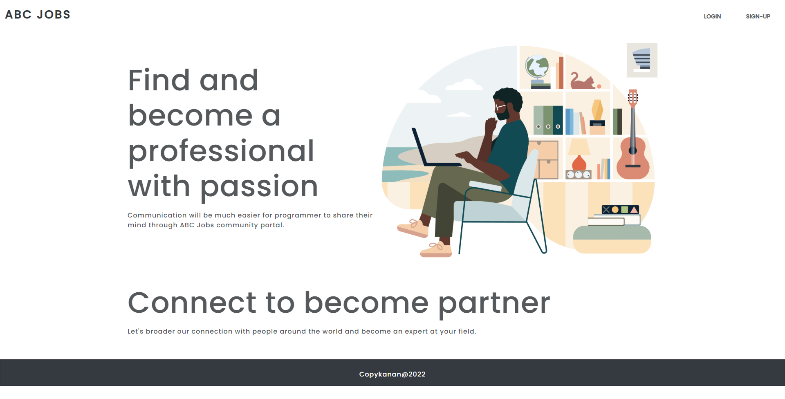 ABC JOBS
LOGIN
SIGN-UP
Find and
become a
professional
with passion
Communication will be much easier for programmer to share their
mind through ABC Jobs community portal.
Connect to become partner
Let's broader our connection with people around the world and become an expert at your field.
Copykanan@2022